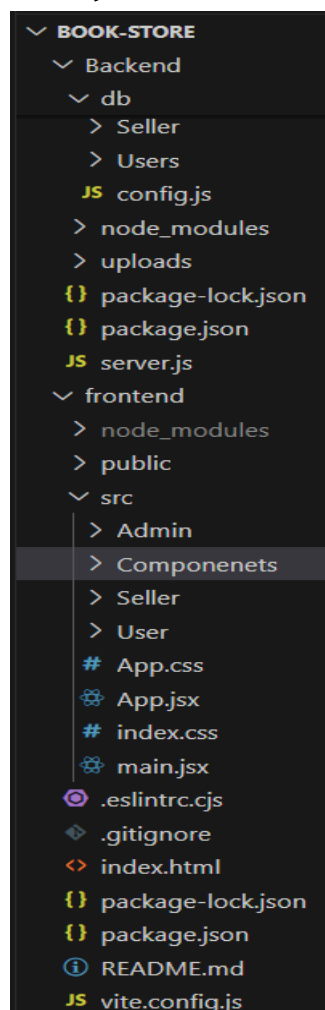 BOOK-STORE
Backend
db
Seller
Users
JS config.js
node_modules
uploads
{} package-lock.json
{} package.json
JS server.js
frontend
node_modules
public
src
Admin
Componenets
Seller
User
# App.css
App.jsx
# index.css
main.jsx
.eslintrc.cjs
.gitignore
<> index.html
{} package-lock.json
{} package.json
README.md
JS vite.config.js